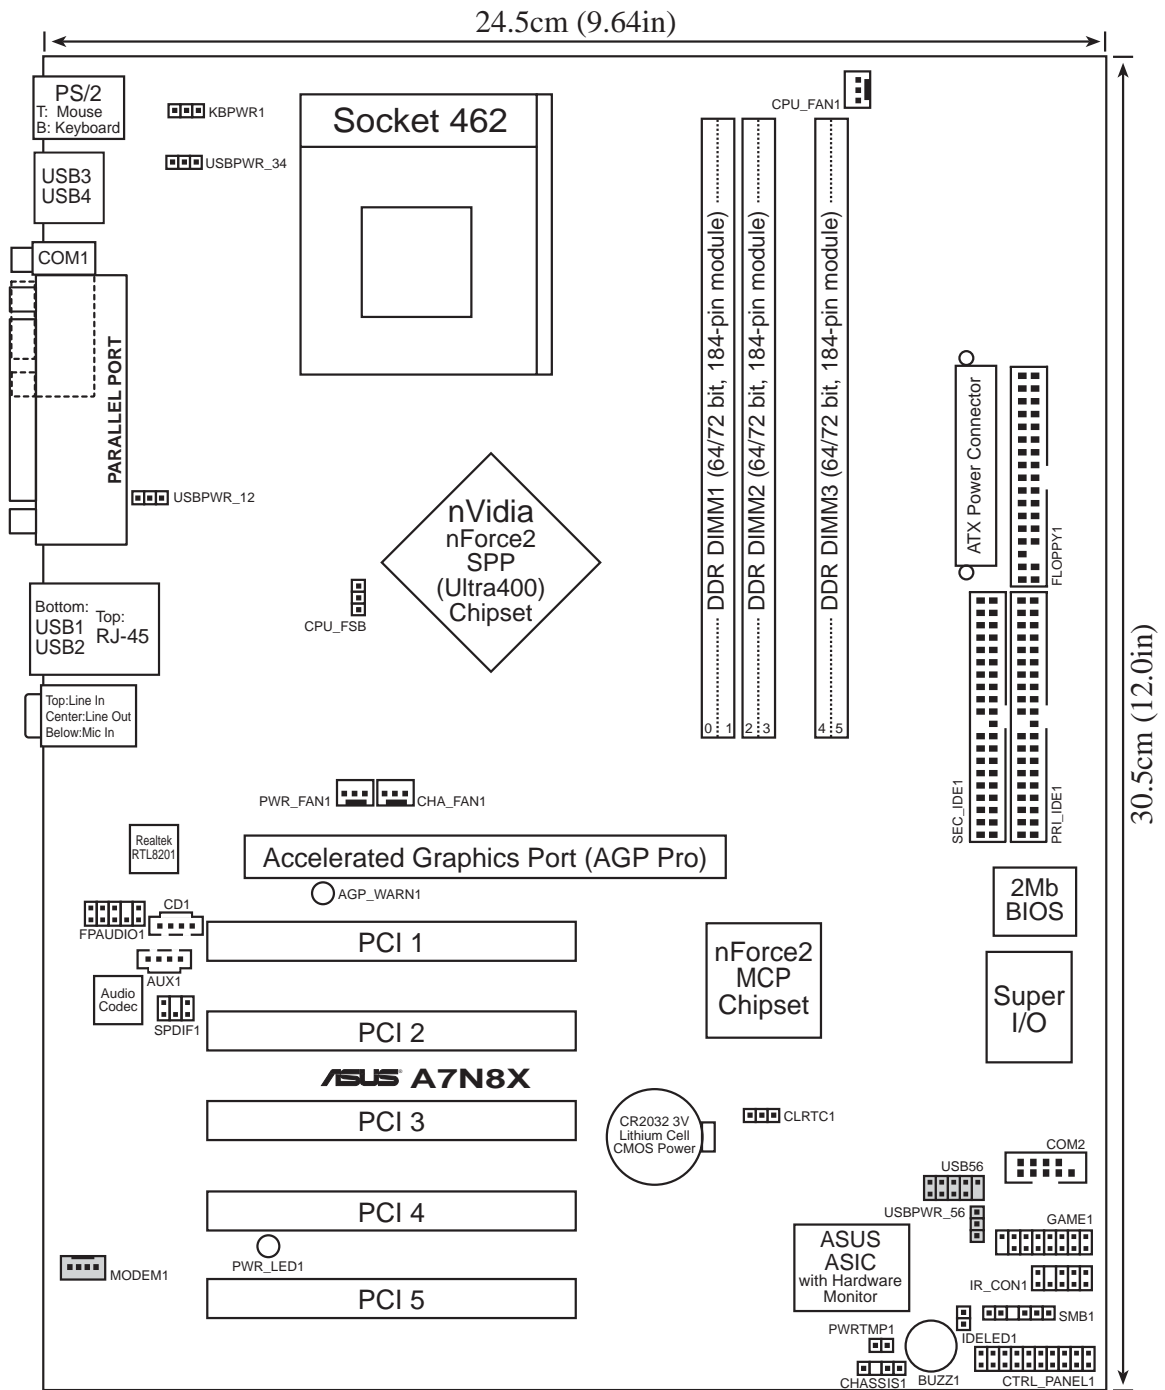 24.5cm (9.64in)
PS/2
T: Mouse
B: Keyboard
KBPWR1
Socket 462
CPU_FAN1
USBPWR_34
USB3
USB4
COM1
PARALLEL PORT
USBPWR_12
DDR DIMM1 (64/72 bit, 184-pin module)
DDR DIMM2 (64/72 bit, 184-pin module)
DDR DIMM3 (64/72 bit, 184-pin module)
0 1
2 3
4 5
ATX Power Connector
FLOPPY1
nVidia
nForce2
SPP
(Ultra400)
Chipset
CPU_FSB
Bottom:
USB1
USB2
Top:
RJ-45
Top:Line In
Center:Line Out
Below:Mic In
30.5cm (12.0in)
SEC_IDE1
PRI_IDE1
PWR_FAN1
CHA_FAN1
Realtek
RTL8201
Accelerated Graphics Port (AGP Pro)
AGP_WARN1
2Mb
BIOS
CD1
FPAUDIO1
PCI 1
AUX1
nForce2
MCP
Chipset
Audio
Codec
SPDIF1
PCI 2
Super
I/O
ASUS A7N8X
PCI 3
CR2032 3V
Lithium Cell
CMOS Power
CLRTC1
COM2
USB56
USBPWR_56
PCI 4
GAME1
ASUS
ASIC
with Hardware
Monitor
PWR_LED1
MODEM1
IR_CON1
PCI 5
SMB1
PWRTMP1
IDELED1
CHASSIS1
BUZZ1
CTRL_PANEL1